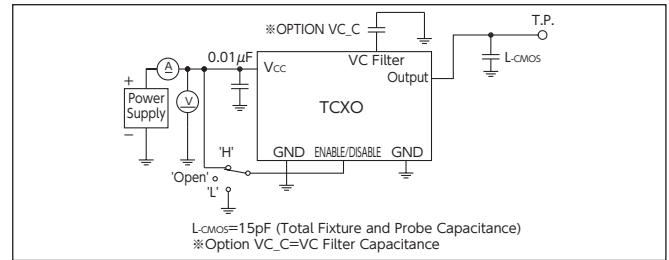 ※OPTION VC_C
T.P.
0.01μF
L-CMOS
A
VCC
VC Filter
Output
+
Power
Supply
−
V
TCXO
'H'
GND ENABLE/DISABLE GND
'Open'
'L'
L-CMOS=15pF (Total Fixture and Probe Capacitance)
※Option VC_C=VC Filter Capacitance